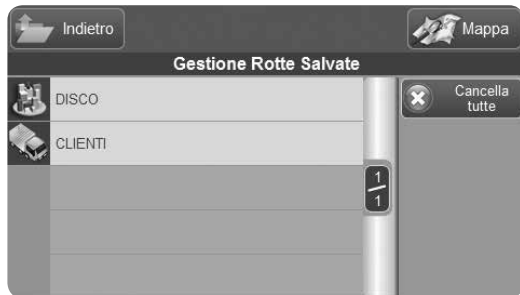 Indietro
Mappa
Gestione Rotte Salvate
DISCO
Cancella
tutte
CLIENTI
1
1